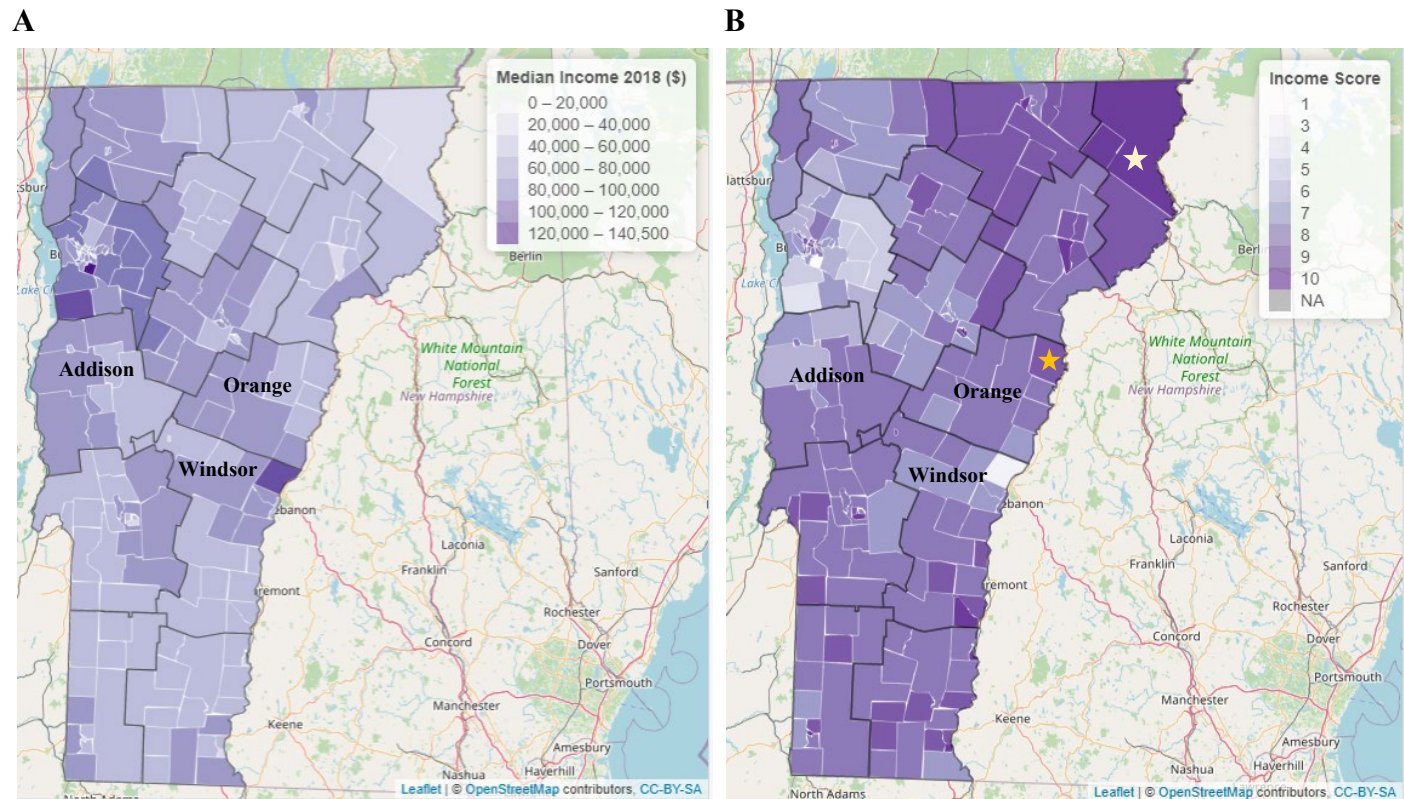 A
B
Median Income 2018 ($)
0 – 20,000
20,000 – 40,000
40,000 – 60,000
60,000 – 80,000
80,000 – 100,000
100,000 – 120,000
120,000 – 140,500
Berlin
Lake
White Mountain
National
Forest
New Hampshire
Addison
Orange
Windsor
ebanon
Laconia
Franklin
Sanford
remont
Rochester
Concord
Dover
Portsmouth
Manchester
Keene
Amesbury
Nashua
Haverhill
North Adams
Leaflet | © OpenStreetMap contributors, CC-BY-SA
Income Score
1
3
4
5
6
7
8
9
10
NA
lattsbur
Berlin
Lake
White Mountain
National
Forest
New Hampshire
Addison
Orange
Windsor
ebanon
Laconia
Franklin
Sanford
remont
Rochester
Concord
Dover
Portsmouth
Manchester
Keene
Amesbury
Nashua
Haverhill
North Adams
Leaflet | © OpenStreetMap contributors, CC-BY-SA